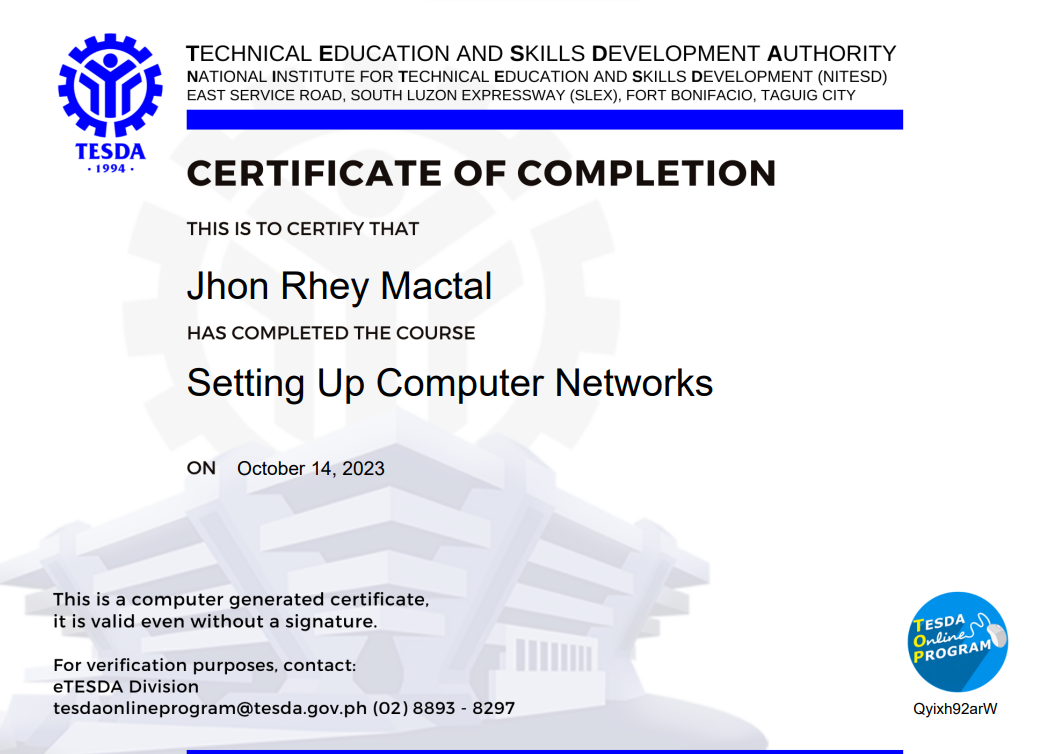 TECHNICAL EDUCATION AND SKILLS DEVELOPMENT AUTHORITY
NATIONAL INSTITUTE FOR TECHNICAL EDUCATION AND SKILLS DEVELOPMENT (NITESD)
EAST SERVICE ROAD, SOUTH LUZON EXPRESSWAY (SLEX), FORT BONIFACIO, TAGUIG CITY
TESDA
· 1994 ·
CERTIFICATE OF COMPLETION
THIS IS TO CERTIFY THAT
Jhon Rhey Mactal
HAS COMPLETED THE COURSE
Setting Up Computer Networks
ON October 14, 2023
This is a computer generated certificate,
it is valid even without a signature.
For verification purposes, contact:
eTESDA Division
tesdaonlineprogram@tesda.gov.ph (02) 8893 - 8297
TESDA
Online
PROGRAM
Qyixh92arW